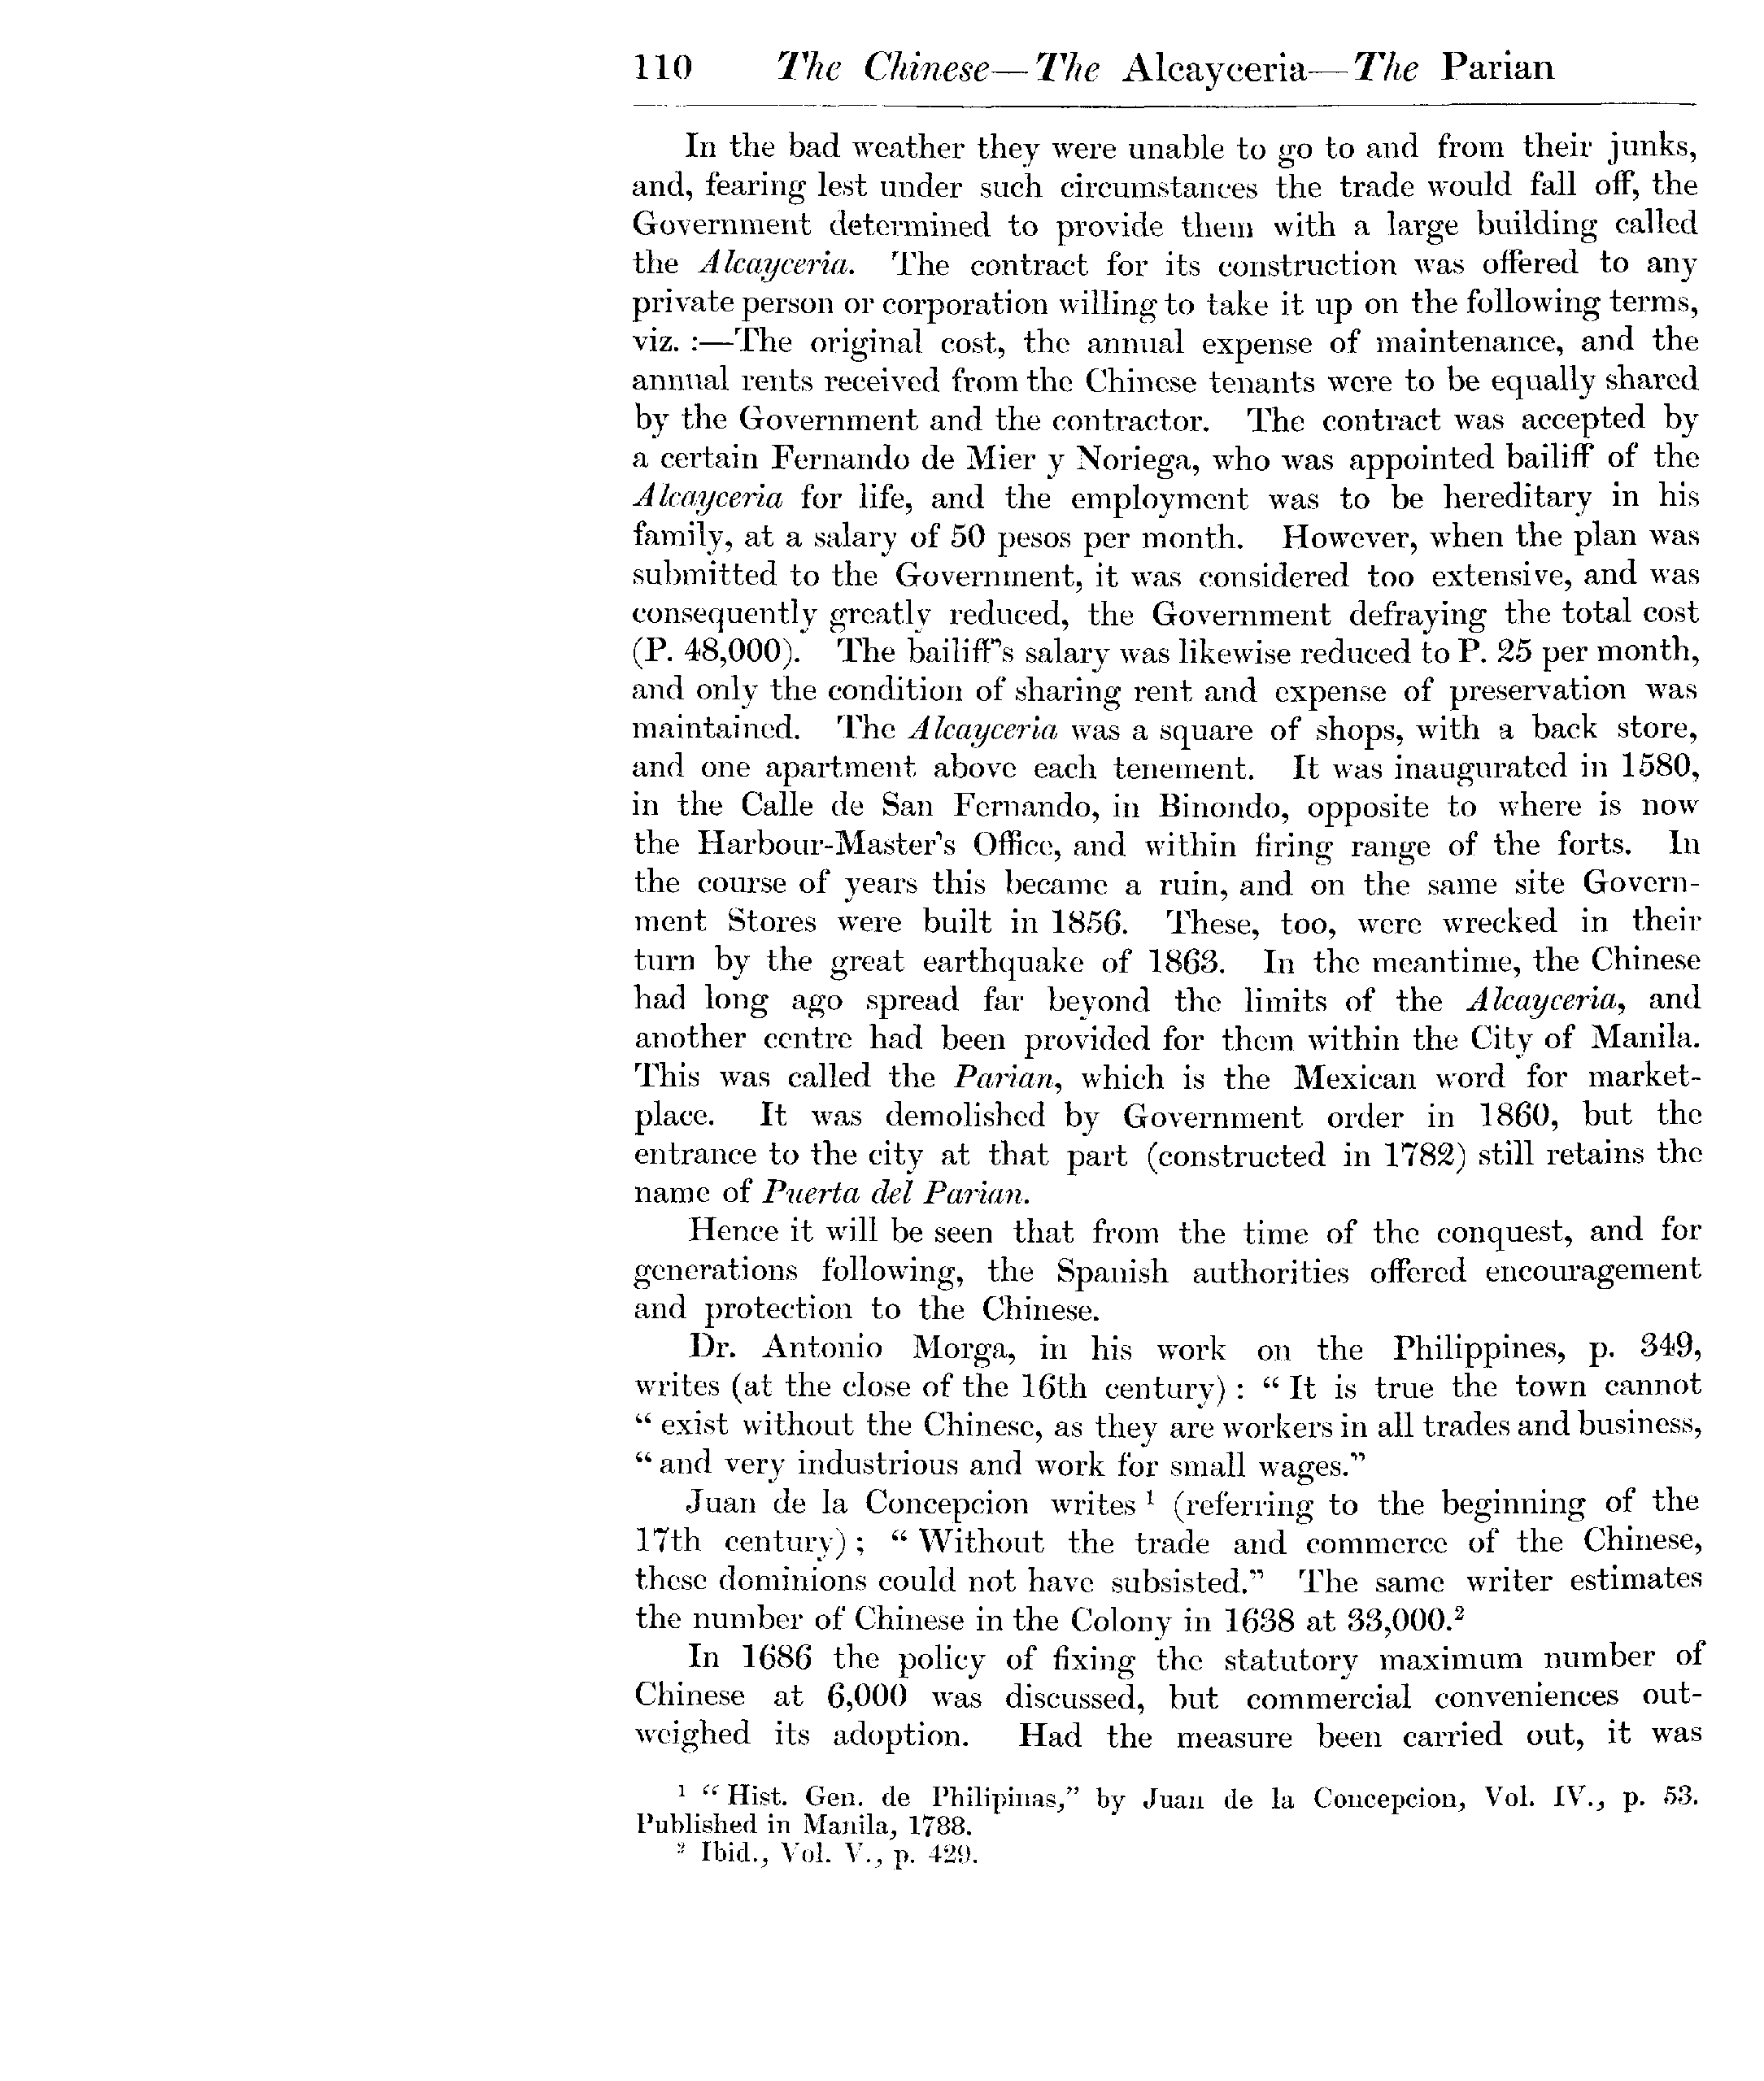 110 The Chinese—The Alcayceria—The Parian
In the bad weather they were unable to go to and from their junks,
and, fearing lest under such circumstances the trade would fall off, the
Government determined to provide them with a large building called
the Alcayceria. The contract for its construction was offered to any
private person or corporation willing to take it up on the following terms,
viz. :—The original cost, the annual expense of maintenance, and the
annual rents received from the Chinese tenants were to be equally shared
by the Government and the contractor. The contract was accepted by
a certain Fernando de Mier y Noriega, who was appointed bailiff of the
Alcayceria for life, and the employment was to be hereditary in his
family, at a salary of 50 pesos per month. However, when the plan was
submitted to the Government, it was considered too extensive, and was
consequently greatly reduced, the Government defraying the total cost
(P. 48,000). The bailiff's salary was likewise reduced to P. 25 per month,
and only the condition of sharing rent and expense of preservation was
maintained. The Alcayceria was a square of shops, with a back store,
and one apartment above each tenement. It was inaugurated in 1580,
in the Calle de San Fernando, in Binondo, opposite to where is now
the Harbour-Master's Office, and within firing range of the forts. In
the course of years this became a ruin, and on the same site Govern-
ment Stores were built in 1856. These, too, were wrecked in their
turn by the great earthquake of 1863. In the meantime, the Chinese
had long ago spread far beyond the limits of the Alcayceria, and
another centre had been provided for them within the City of Manila.
This was called the Parian, which is the Mexican word for market-
place. It was demolished by Government order in 1860, but the
entrance to the city at that part (constructed in 1782) still retains the
name of Puerta del Parian.
Hence it will be seen that from the time of the conquest, and for
generations following, the Spanish authorities offered encouragement
and protection to the Chinese.
Dr. Antonio Morga, in his work on the Philippines, p. 349,
writes (at the close of the 16th century) : “ It is true the town cannot
“ exist without the Chinese, as they are workers in all trades and business,
“ and very industrious and work for small wages.”
Juan de la Concepcion writes ¹ (referring to the beginning of the
17th century) ; “ Without the trade and commerce of the Chinese,
these dominions could not have subsisted.” The same writer estimates
the number of Chinese in the Colony in 1638 at 33,000.²
In 1686 the policy of fixing the statutory maximum number of
Chinese at 6,000 was discussed, but commercial conveniences out-
weighed its adoption. Had the measure been carried out, it was
¹ “ Hist. Gen. de Philipinas,” by Juan de la Concepcion, Vol. IV., p. 53.
Published in Manila, 1788.
² Ibid., Vol. V., p. 429.